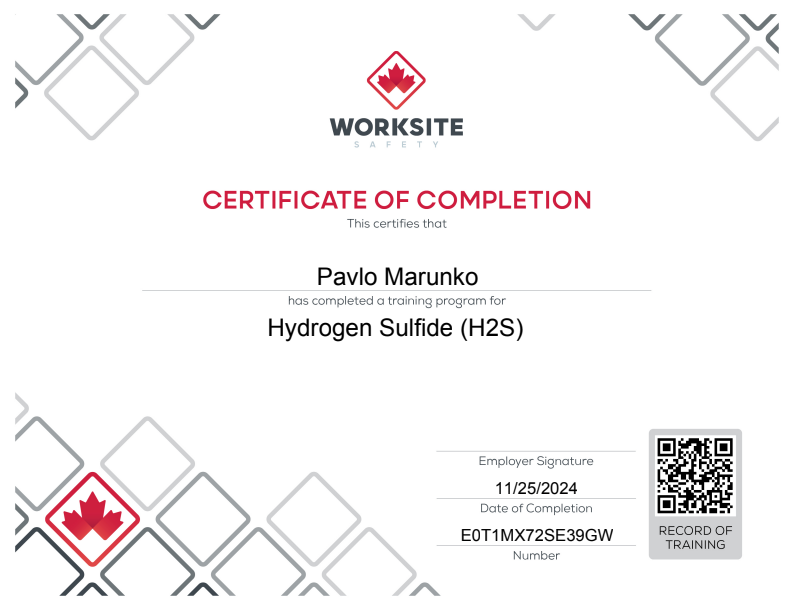 WORKSITE
SAFETY
CERTIFICATE OF COMPLETION
This certifies that
Pavlo Marunko
has completed a training program for
Hydrogen Sulfide (H2S)
Employer Signature
11/25/2024
Date of Completion
E0T1MX72SE39GW
Number
RECORD OF
TRAINING